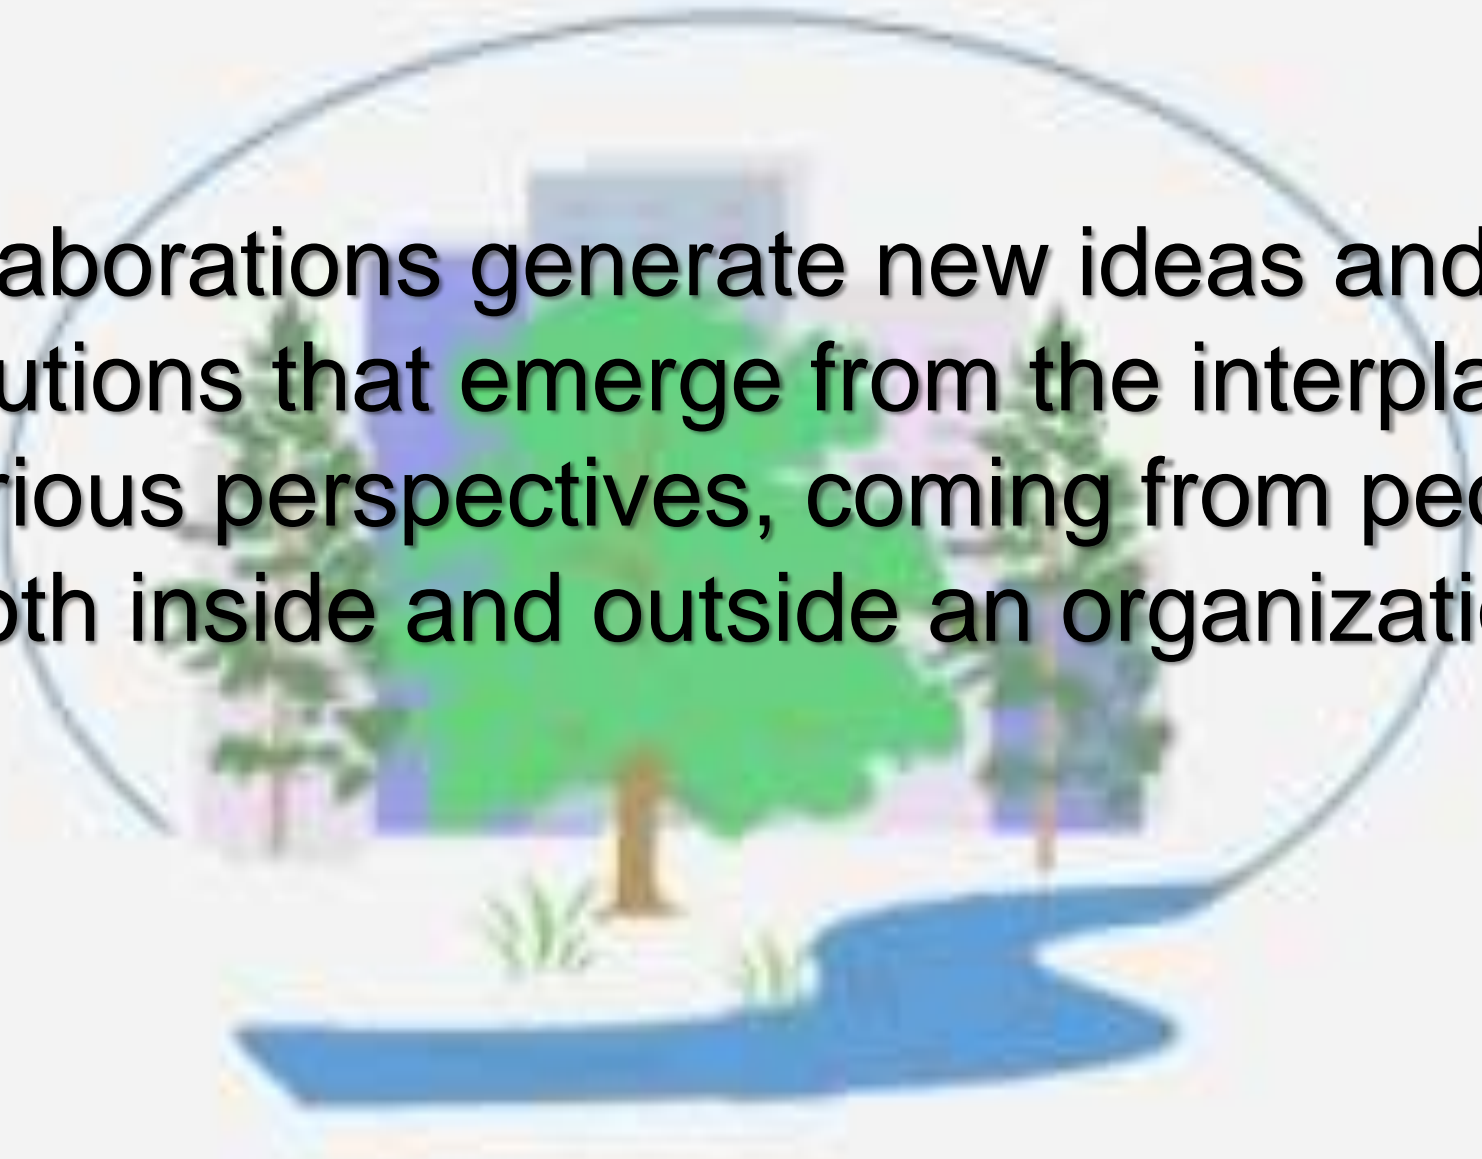 aborations generate new ideas and
utions that emerge from the interpla
rious perspectives, coming from peo
oth inside and outside an organizati